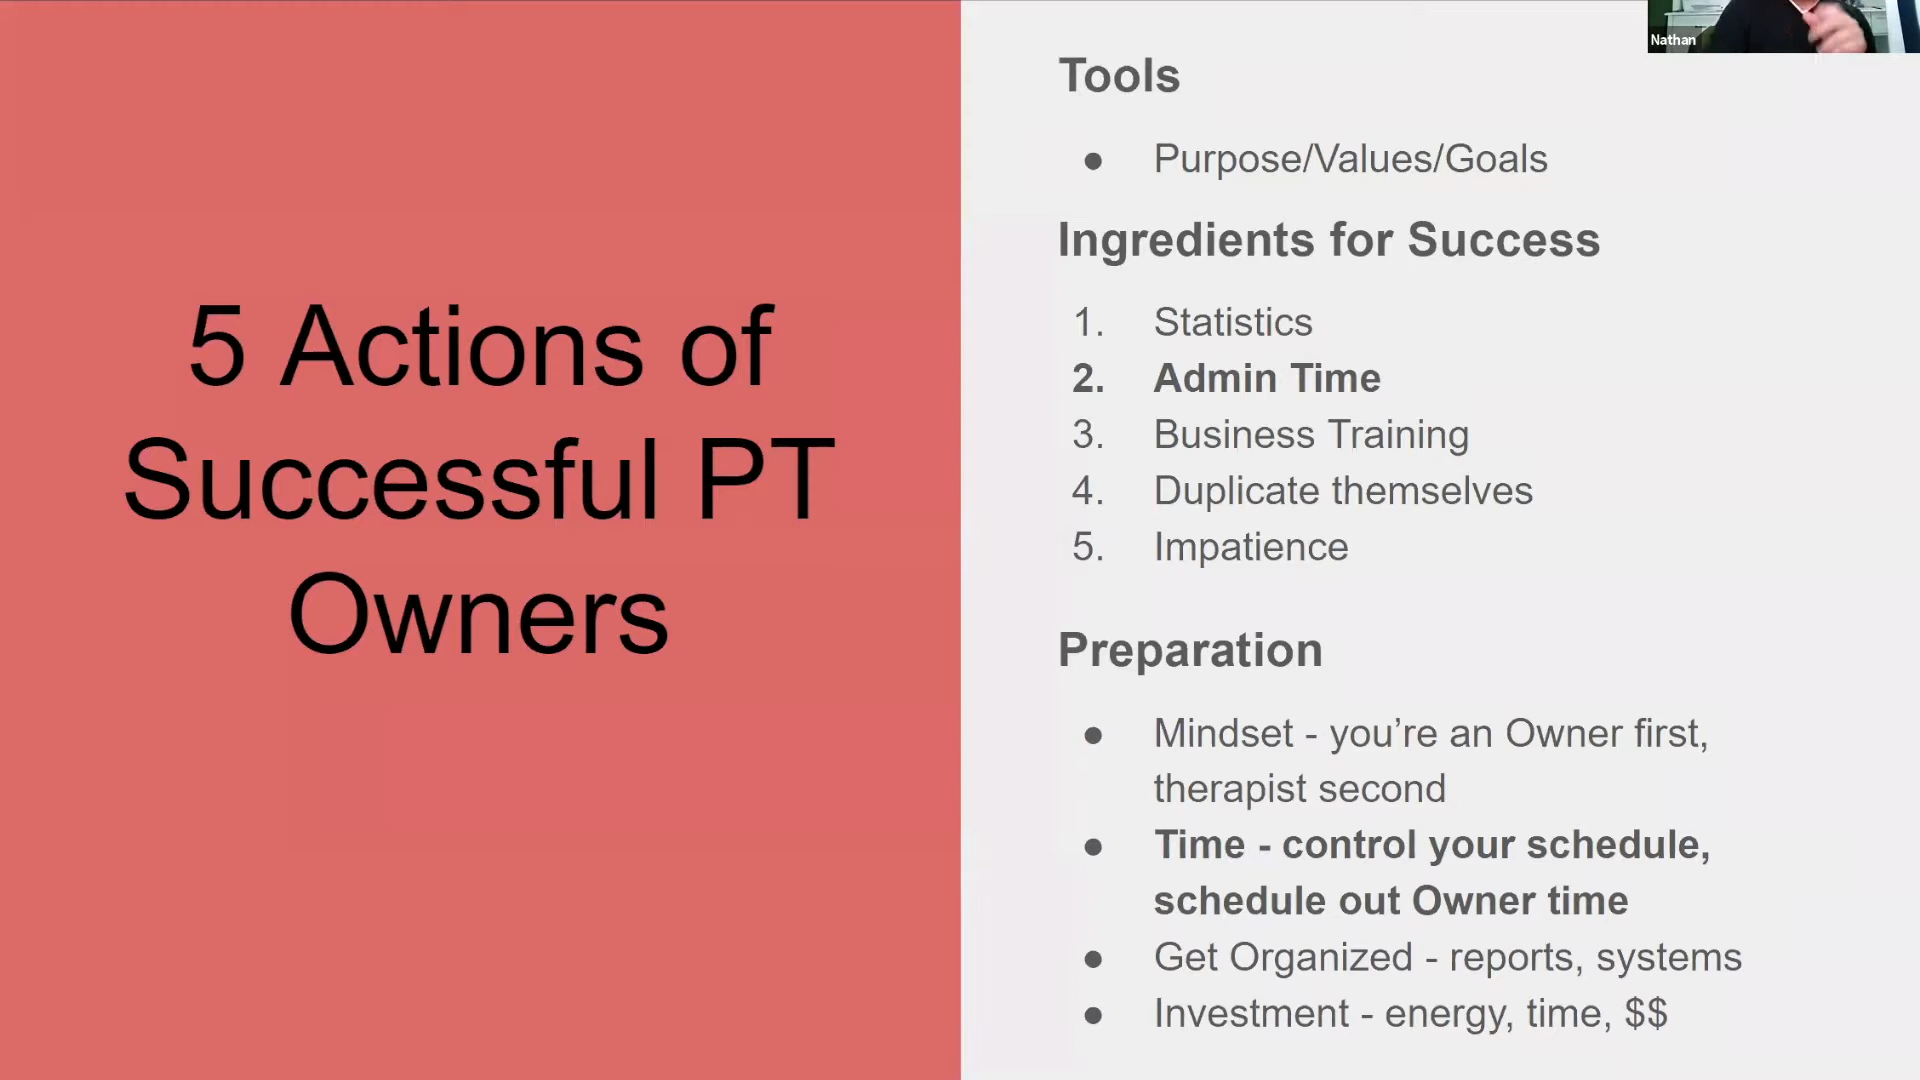 5 Actions of
Successful PT
Owners
Nathan
Tools
● Purpose/Values/Goals
Ingredients for Success
1. Statistics
2. Admin Time
3. Business Training
4. Duplicate themselves
5. Impatience
Preparation
● Mindset - you’re an Owner first,
therapist second
● Time - control your schedule,
schedule out Owner time
● Get Organized - reports, systems
● Investment - energy, time, $$